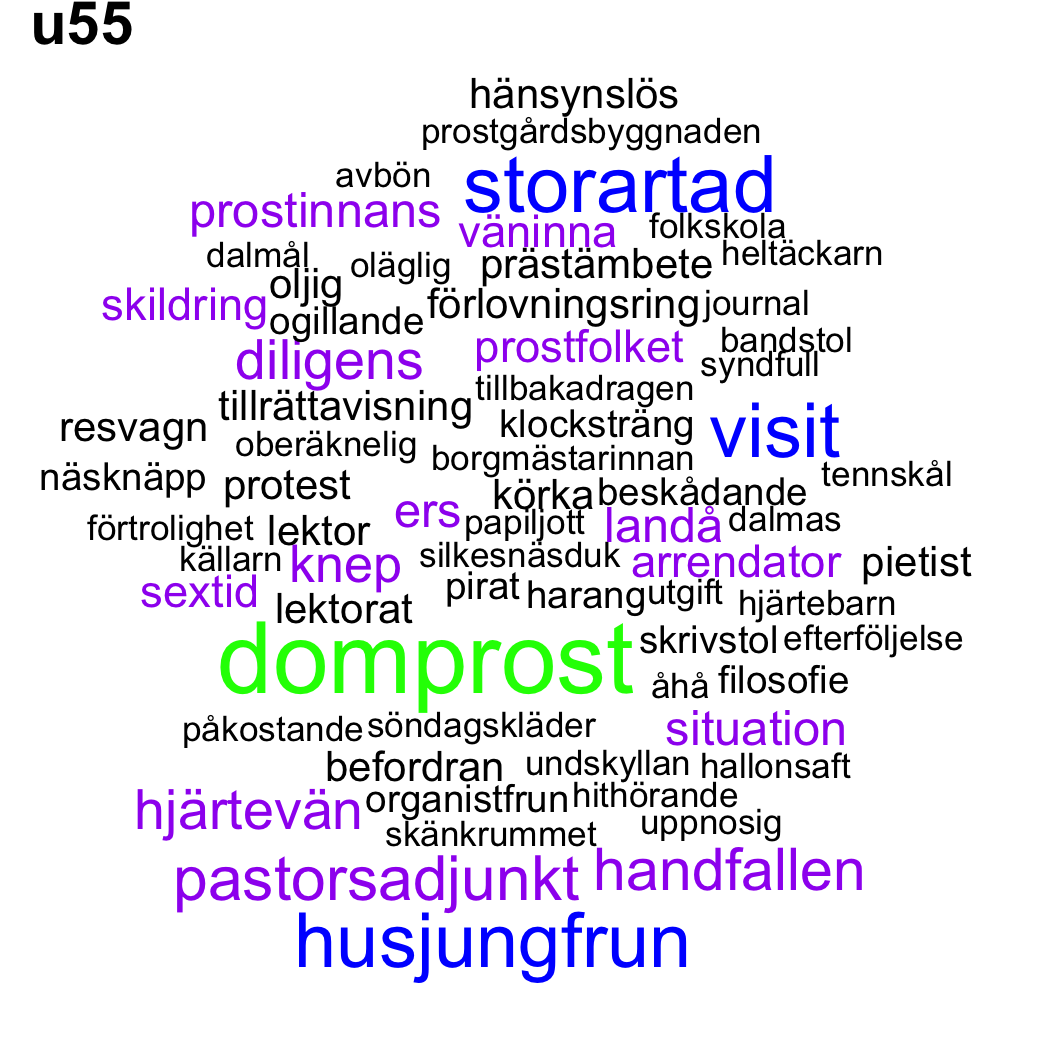 u55
hänsynslös
prostgårdsbyggnaden
avbön storartad
prostinnans väninna folkskola
dalmål oläglig prästämbete heltäckarn
oljig
skildring förlovningsring journal
ogillande
diligens prostfolket bandstol
syndfull
tillbakadragen
resvagn tillrättavisning klocksträng visit
oberäknelig borgmästarinnan
näsknäpp protest körka beskådande tennskål
förtrolighet lektor ers papiljott landå dalmas
källarn knep silkesnäsduk arrendator pietist
sextid lektorat pirat harang utgift hjärtebarn
domprost skrivstol efterföljelse
åhå filosofie
påkostande söndagskläder situation
befordran undskyllan hallonsaft
hjärtevän organistfrun hithörande
skänkrummet uppnosig
pastorsadjunkt handfallen
husjungfrun